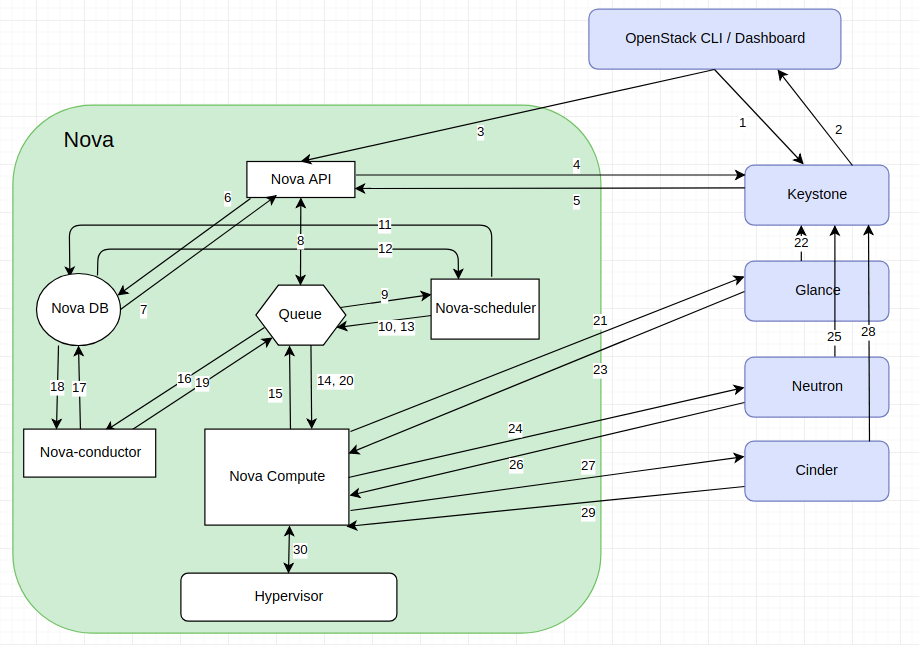 OpenStack CLI / Dashboard
1
2
3
Nova
Nova API
4
Keystone
5
6
11
8
12
22
Glance
Nova DB
7
Queue
9
Nova-scheduler
10, 13
21
25
28
23
18
17
16
19
15
14, 20
Neutron
24
Nova-conductor
Nova Compute
26
27
Cinder
29
30
Hypervisor